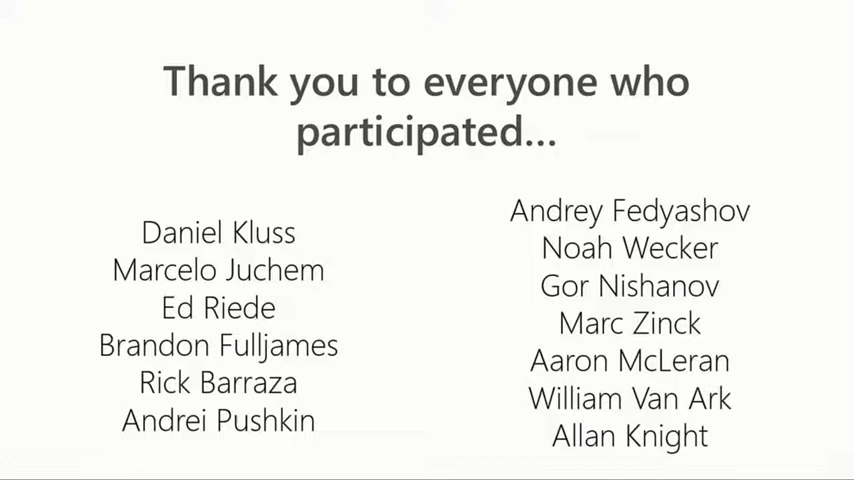 Thank you to everyone who
participated...
Daniel Kluss
Marcelo Juchem
Ed Riede
Brandon Fulljames
Rick Barraza
Andrei Pushkin
Andrey Fedyashov
Noah Wecker
Gor Nishanov
Marc Zinck
Aaron McLeran
William Van Ark
Allan Knight